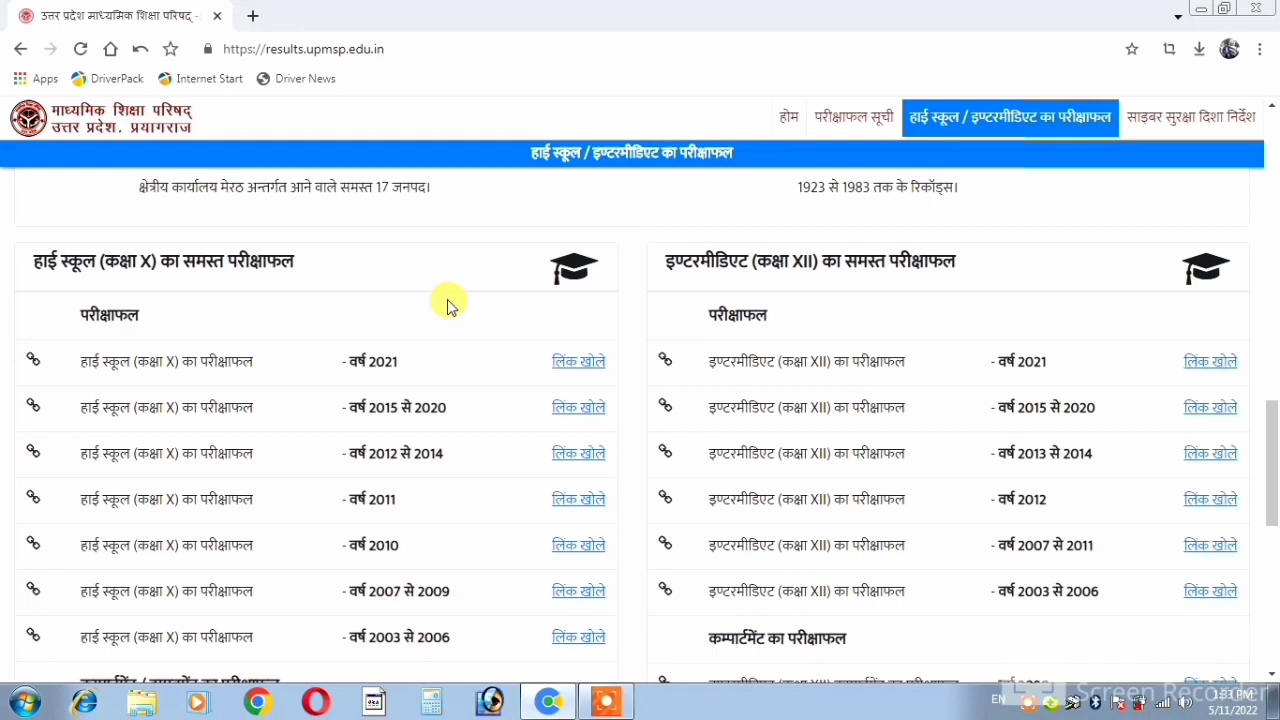 उत्तर प्रदेश माध्यमिक शिक्षा परिषद् -
https://results.upmsp.edu.in
Apps DriverPack Internet Start Driver News
माध्यमिक शिक्षा परिषद्
उत्तर प्रदेश, प्रयागराज
होम परीक्षाफल सूची हाई स्कूल / इण्टरमीडिएट का परीक्षाफल साइबर सुरक्षा दिशा निर्देश
हाई स्कूल / इण्टरमीडिएट का परीक्षाफल
क्षेत्रीय कार्यालय मेरठ अन्तर्गत आने वाले समस्त 17 जनपद। 1923 से 1983 तक के रिकॉर्ड्स।
हाई स्कूल (कक्षा X) का समस्त परीक्षाफल
परीक्षाफल
हाई स्कूल (कक्षा X) का परीक्षाफल - वर्ष 2021 लिंक खोले
हाई स्कूल (कक्षा X) का परीक्षाफल - वर्ष 2015 से 2020 लिंक खोले
हाई स्कूल (कक्षा X) का परीक्षाफल - वर्ष 2012 से 2014 लिंक खोले
हाई स्कूल (कक्षा X) का परीक्षाफल - वर्ष 2011 लिंक खोले
हाई स्कूल (कक्षा X) का परीक्षाफल - वर्ष 2010 लिंक खोले
हाई स्कूल (कक्षा X) का परीक्षाफल - वर्ष 2007 से 2009 लिंक खोले
हाई स्कूल (कक्षा X) का परीक्षाफल - वर्ष 2003 से 2006 लिंक खोले
इण्टरमीडिएट (कक्षा XII) का समस्त परीक्षाफल
परीक्षाफल
इण्टरमीडिएट (कक्षा XII) का परीक्षाफल - वर्ष 2021 लिंक खोले
इण्टरमीडिएट (कक्षा XII) का परीक्षाफल - वर्ष 2015 से 2020 लिंक खोले
इण्टरमीडिएट (कक्षा XII) का परीक्षाफल - वर्ष 2013 से 2014 लिंक खोले
इण्टरमीडिएट (कक्षा XII) का परीक्षाफल - वर्ष 2012 लिंक खोले
इण्टरमीडिएट (कक्षा XII) का परीक्षाफल - वर्ष 2007 से 2011 लिंक खोले
इण्टरमीडिएट (कक्षा XII) का परीक्षाफल - वर्ष 2003 से 2006 लिंक खोले
कम्पार्टमेंट का परीक्षाफल
EN
Screen Recorder
1:33 PM
5/11/2022